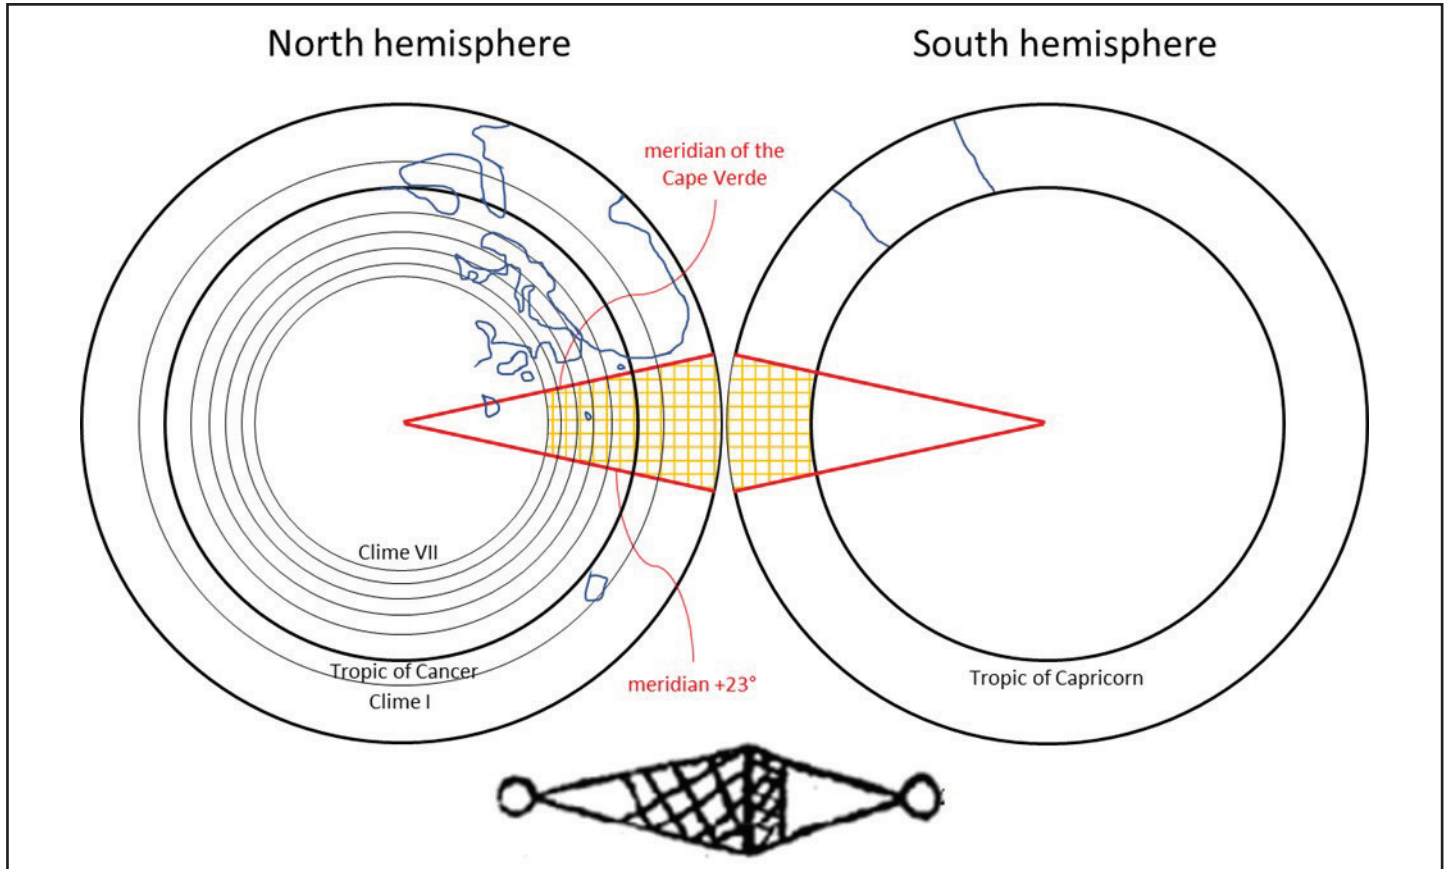 North hemisphere
South hemisphere
meridian of the
Cape Verde
Clime VII
Tropic of Cancer
Clime I
meridian +23°
Tropic of Capricorn